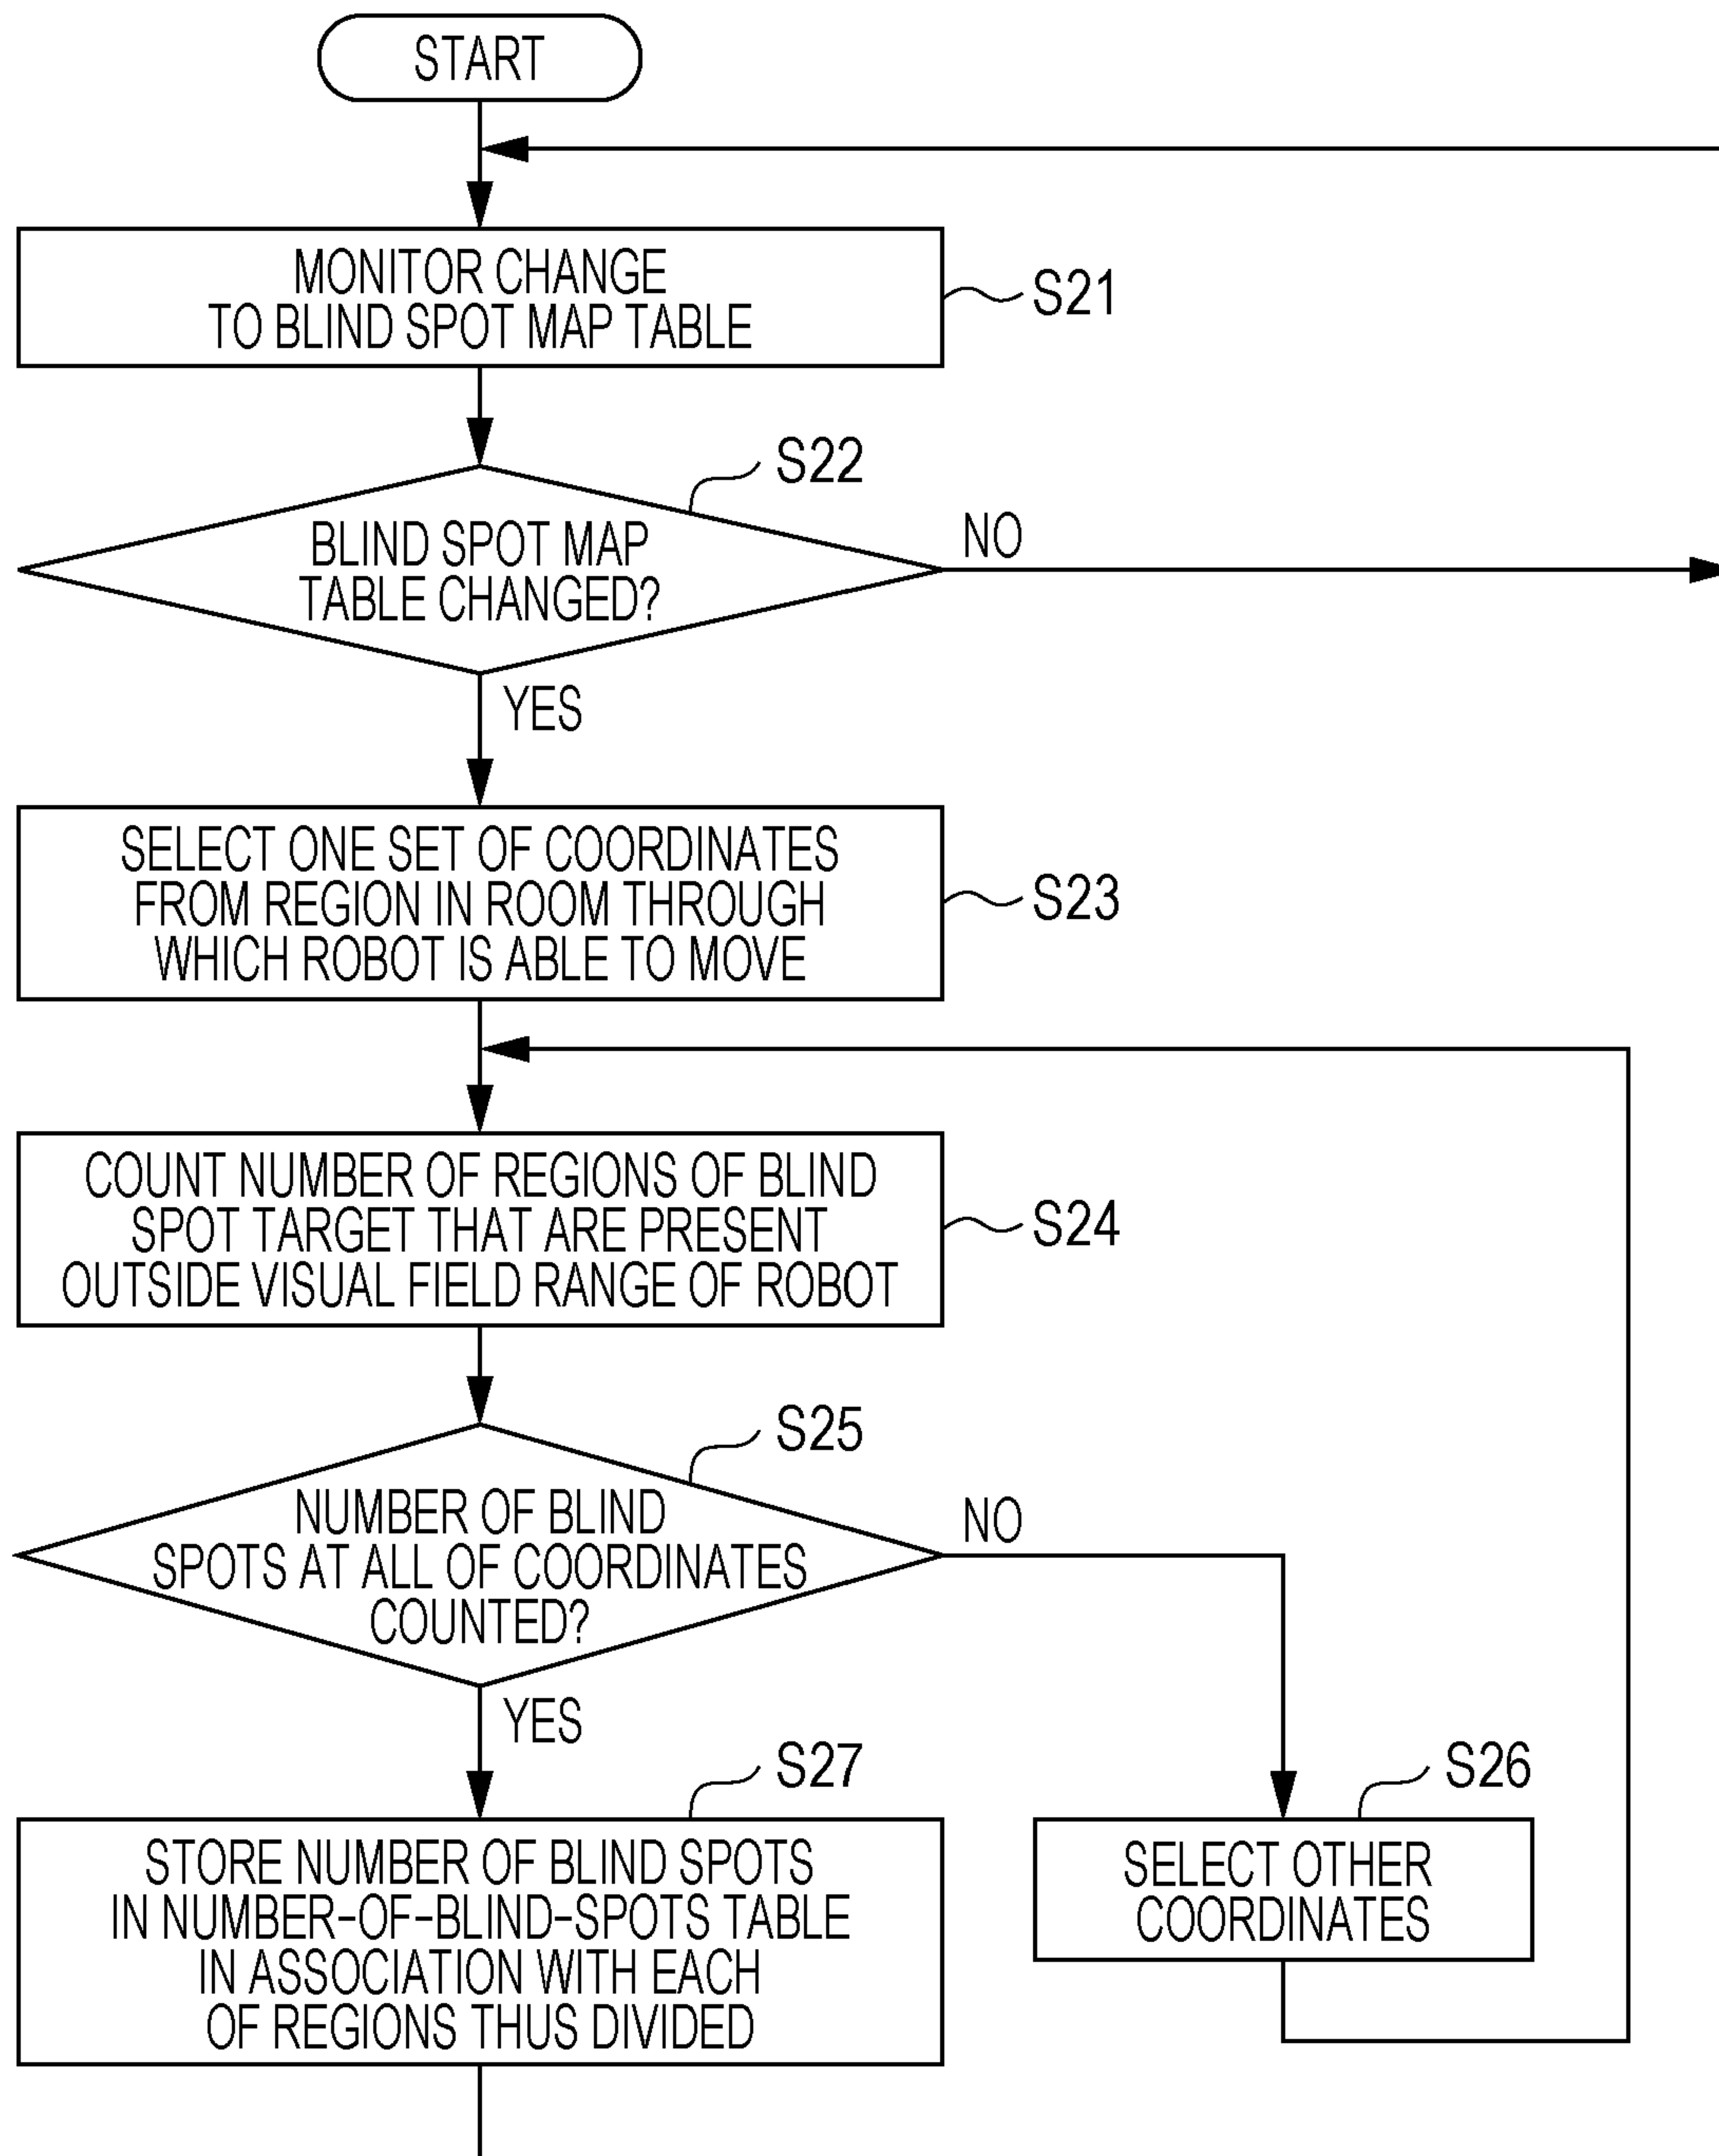 START
MONITOR CHANGE
TO BLIND SPOT MAP TABLE
S21
S22
BLIND SPOT MAP
TABLE CHANGED?
NO
YES
SELECT ONE SET OF COORDINATES
FROM REGION IN ROOM THROUGH
WHICH ROBOT IS ABLE TO MOVE
S23
COUNT NUMBER OF REGIONS OF BLIND
SPOT TARGET THAT ARE PRESENT
OUTSIDE VISUAL FIELD RANGE OF ROBOT
S24
S25
NUMBER OF BLIND
SPOTS AT ALL OF COORDINATES
COUNTED?
NO
YES
S27
STORE NUMBER OF BLIND SPOTS
IN NUMBER-OF-BLIND-SPOTS TABLE
IN ASSOCIATION WITH EACH
OF REGIONS THUS DIVIDED
S26
SELECT OTHER
COORDINATES